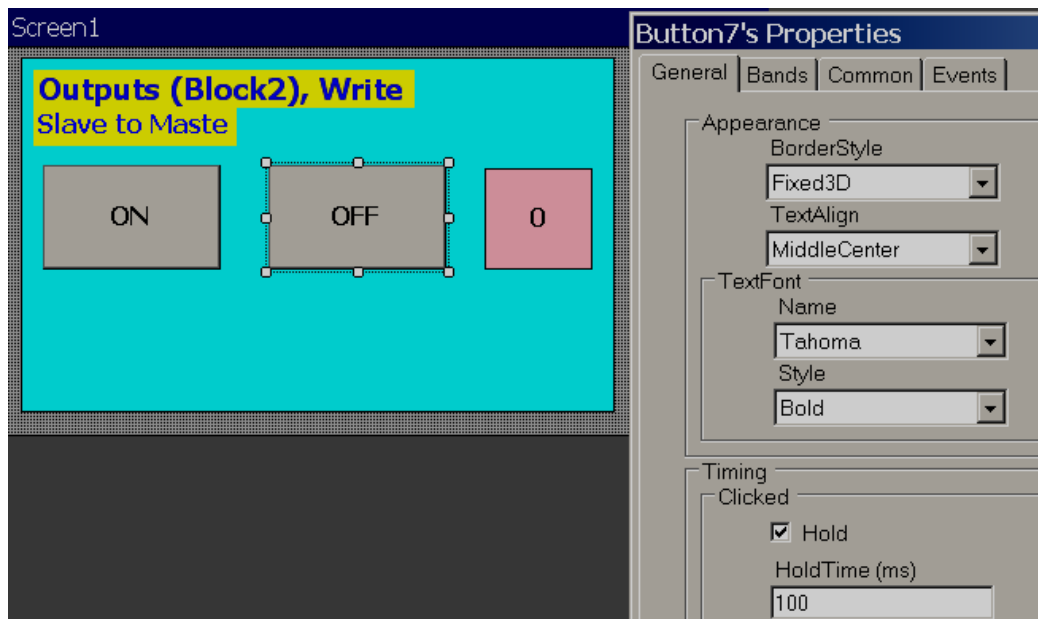 Screen1
Outputs (Block2), Write
Slave to Maste
ON
OFF
0
Button7's Properties
General
Bands
Common
Events
Appearance
BorderStyle
Fixed3D
TextAlign
MiddleCenter
TextFont
Name
Tahoma
Style
Bold
Timing
Clicked
Hold
HoldTime (ms)
100